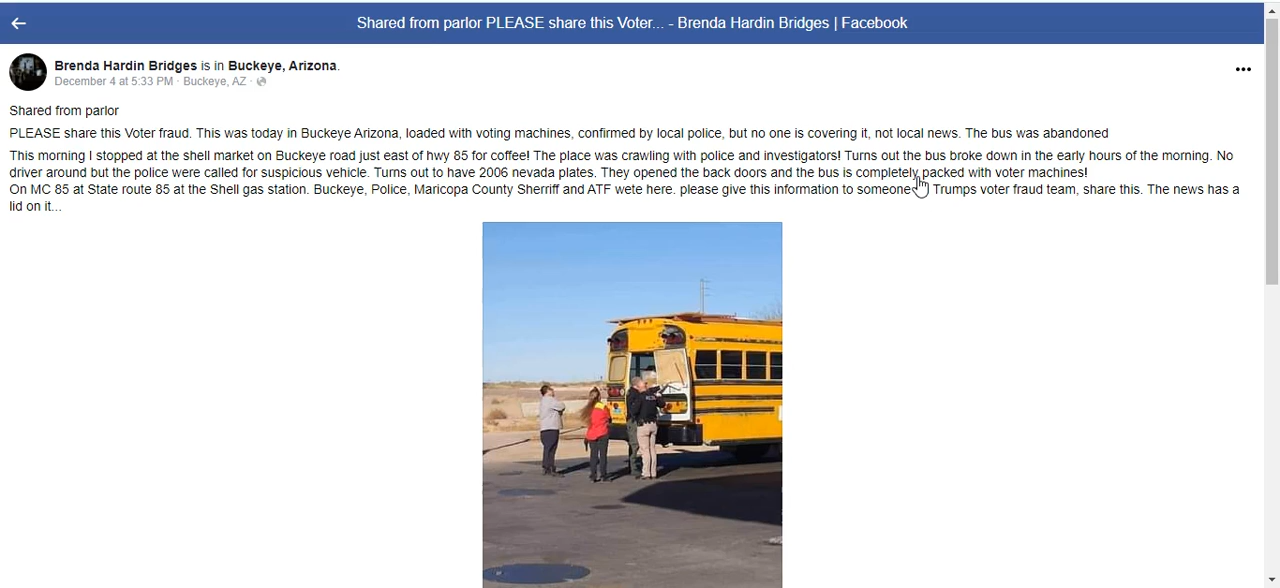 Shared from parlor PLEASE share this Voter... - Brenda Hardin Bridges | Facebook
Brenda Hardin Bridges is in Buckeye, Arizona.
December 4 at 5:33 PM · Buckeye, AZ ·
Shared from parlor
PLEASE share this Voter fraud. This was today in Buckeye Arizona, loaded with voting machines, confirmed by local police, but no one is covering it, not local news. The bus was abandoned
This morning I stopped at the shell market on Buckeye road just east of hwy 85 for coffee! The place was crawling with police and investigators! Turns out the bus broke down in the early hours of the morning. No
driver around but the police were called for suspicious vehicle. Turns out to have 2006 nevada plates. They opened the back doors and the bus is completely packed with voter machines!
On MC 85 at State route 85 at the Shell gas station. Buckeye, Police, Maricopa County Sherriff and ATF wete here. please give this information to someone Trumps voter fraud team, share this. The news has a
lid on it...